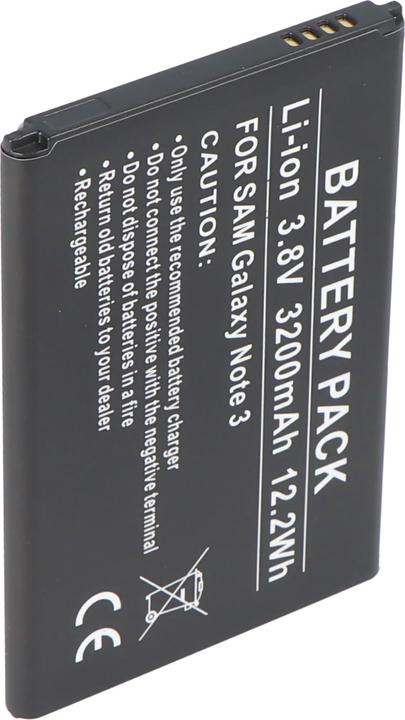 BATTERY PACK
Li-ion 3.8V 3200mAh 12.2Wh
FOR SAM Galaxy Note 3
CAUTION:
•Only use the recommended battery charger
•Do not connect the positive with the negative terminal
•Do not dispose of batteries in a fire
•Return old batteries to your dealer
•Rechargeable
CE